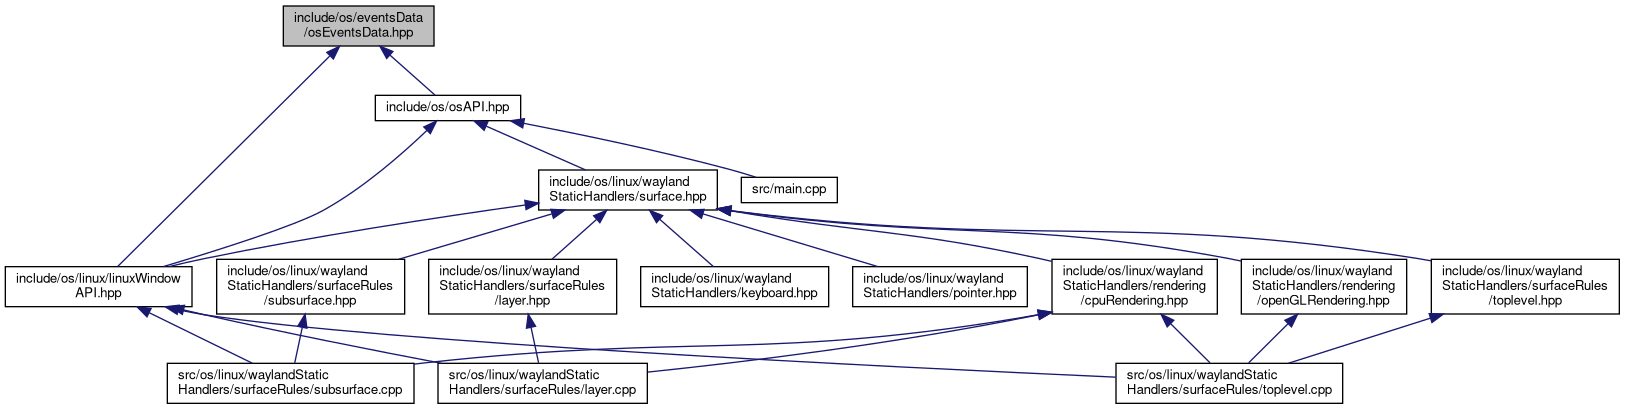 include/os/eventsData
/osEventsData.hpp
include/os/osAPI.hpp
include/os/linux/wayland
StaticHandlers/surface.hpp
src/main.cpp
include/os/linux/linuxWindow
API.hpp
include/os/linux/wayland
StaticHandlers/surfaceRules
/subsurface.hpp
include/os/linux/wayland
StaticHandlers/surfaceRules
/layer.hpp
include/os/linux/wayland
StaticHandlers/keyboard.hpp
include/os/linux/wayland
StaticHandlers/pointer.hpp
include/os/linux/wayland
StaticHandlers/rendering
/cpuRendering.hpp
include/os/linux/wayland
StaticHandlers/rendering
/openGLRendering.hpp
include/os/linux/wayland
StaticHandlers/surfaceRules
/toplevel.hpp
src/os/linux/waylandStatic
Handlers/surfaceRules/subsurface.cpp
src/os/linux/waylandStatic
Handlers/surfaceRules/layer.cpp
src/os/linux/waylandStatic
Handlers/surfaceRules/toplevel.cpp